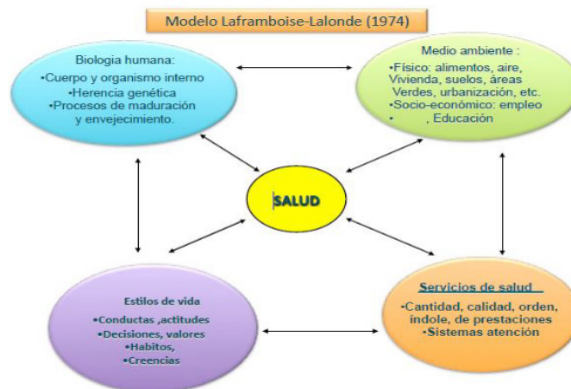 Modelo Laframboise-Lalonde (1974)
Biologia humana:
•Cuerpo y organismo interno
•Herencia genética
•Procesos de maduración
y envejecimiento.
Medio ambiente :
•Físico: alimentos, aire,
Vivienda, suelos, áreas
Verdes, urbanización, etc.
•Socio-económico: empleo
• , Educación
SALUD
Estilos de vida
•Conductas ,actitudes
•Decisiones, valores
•Habitos,
•Creencias
Servicios de salud
•Cantidad, calidad, orden,
índole, de prestaciones
•Sistemas atención